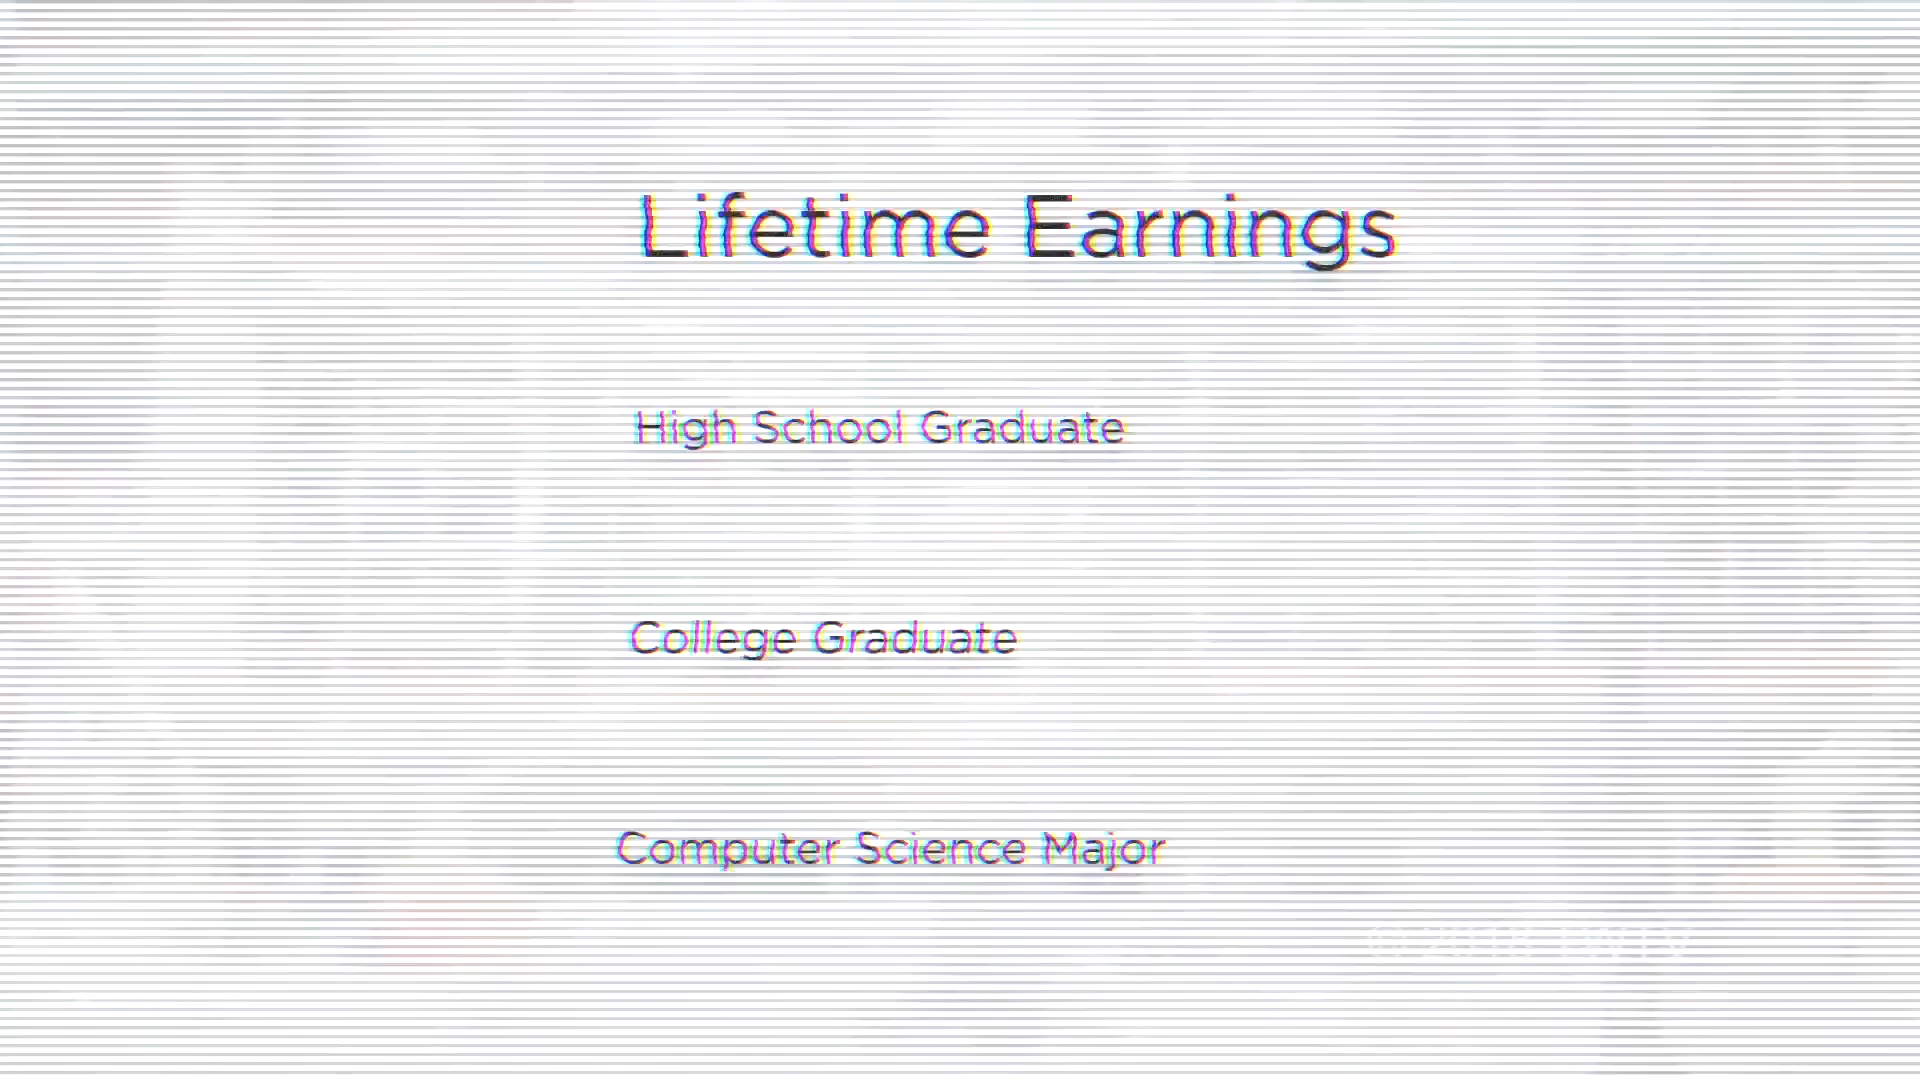 Lifetime Earnings
High School Graduate
College Graduate
Computer Science Major